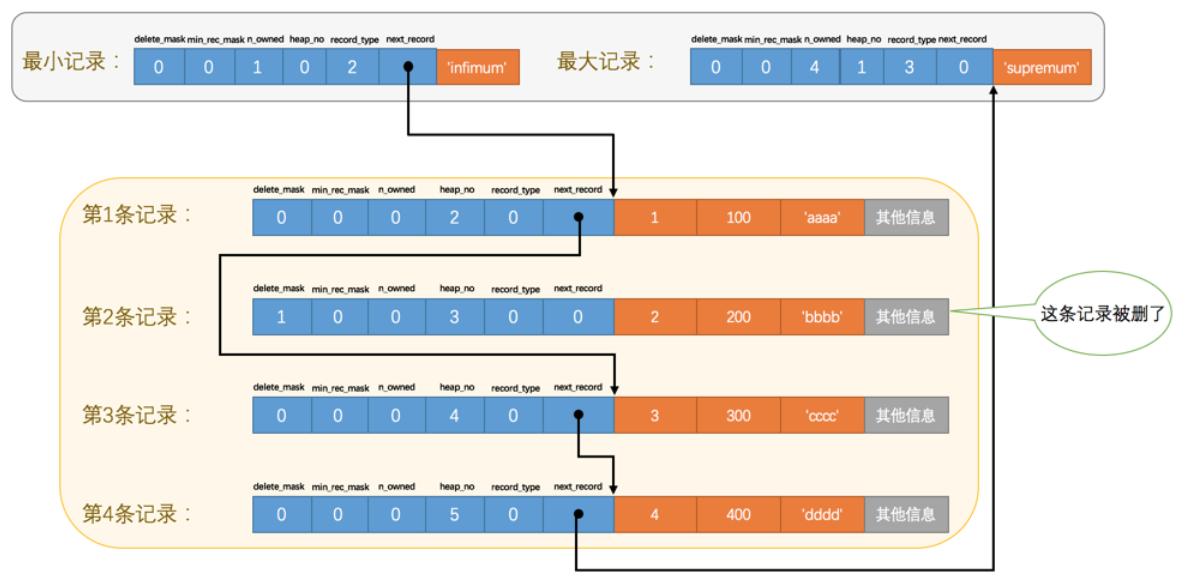 delete_mask min_rec_mask n_owned heap_no record_type next_record
最小记录： 0 0 1 0 2 'infimum'
delete_mask min_rec_mask n_owned heap_no record_type next_record
最大记录： 0 0 4 1 3 0 'supremum'
delete_mask min_rec_mask n_owned heap_no record_type next_record
第1条记录： 0 0 0 2 0 1 100 'aaaa' 其他信息
delete_mask min_rec_mask n_owned heap_no record_type next_record
第2条记录： 1 0 0 3 0 0 2 200 'bbbb' 其他信息
这条记录被删了
delete_mask min_rec_mask n_owned heap_no record_type next_record
第3条记录： 0 0 0 4 0 3 300 'cccc' 其他信息
delete_mask min_rec_mask n_owned heap_no record_type next_record
第4条记录： 0 0 0 5 0 4 400 'dddd' 其他信息